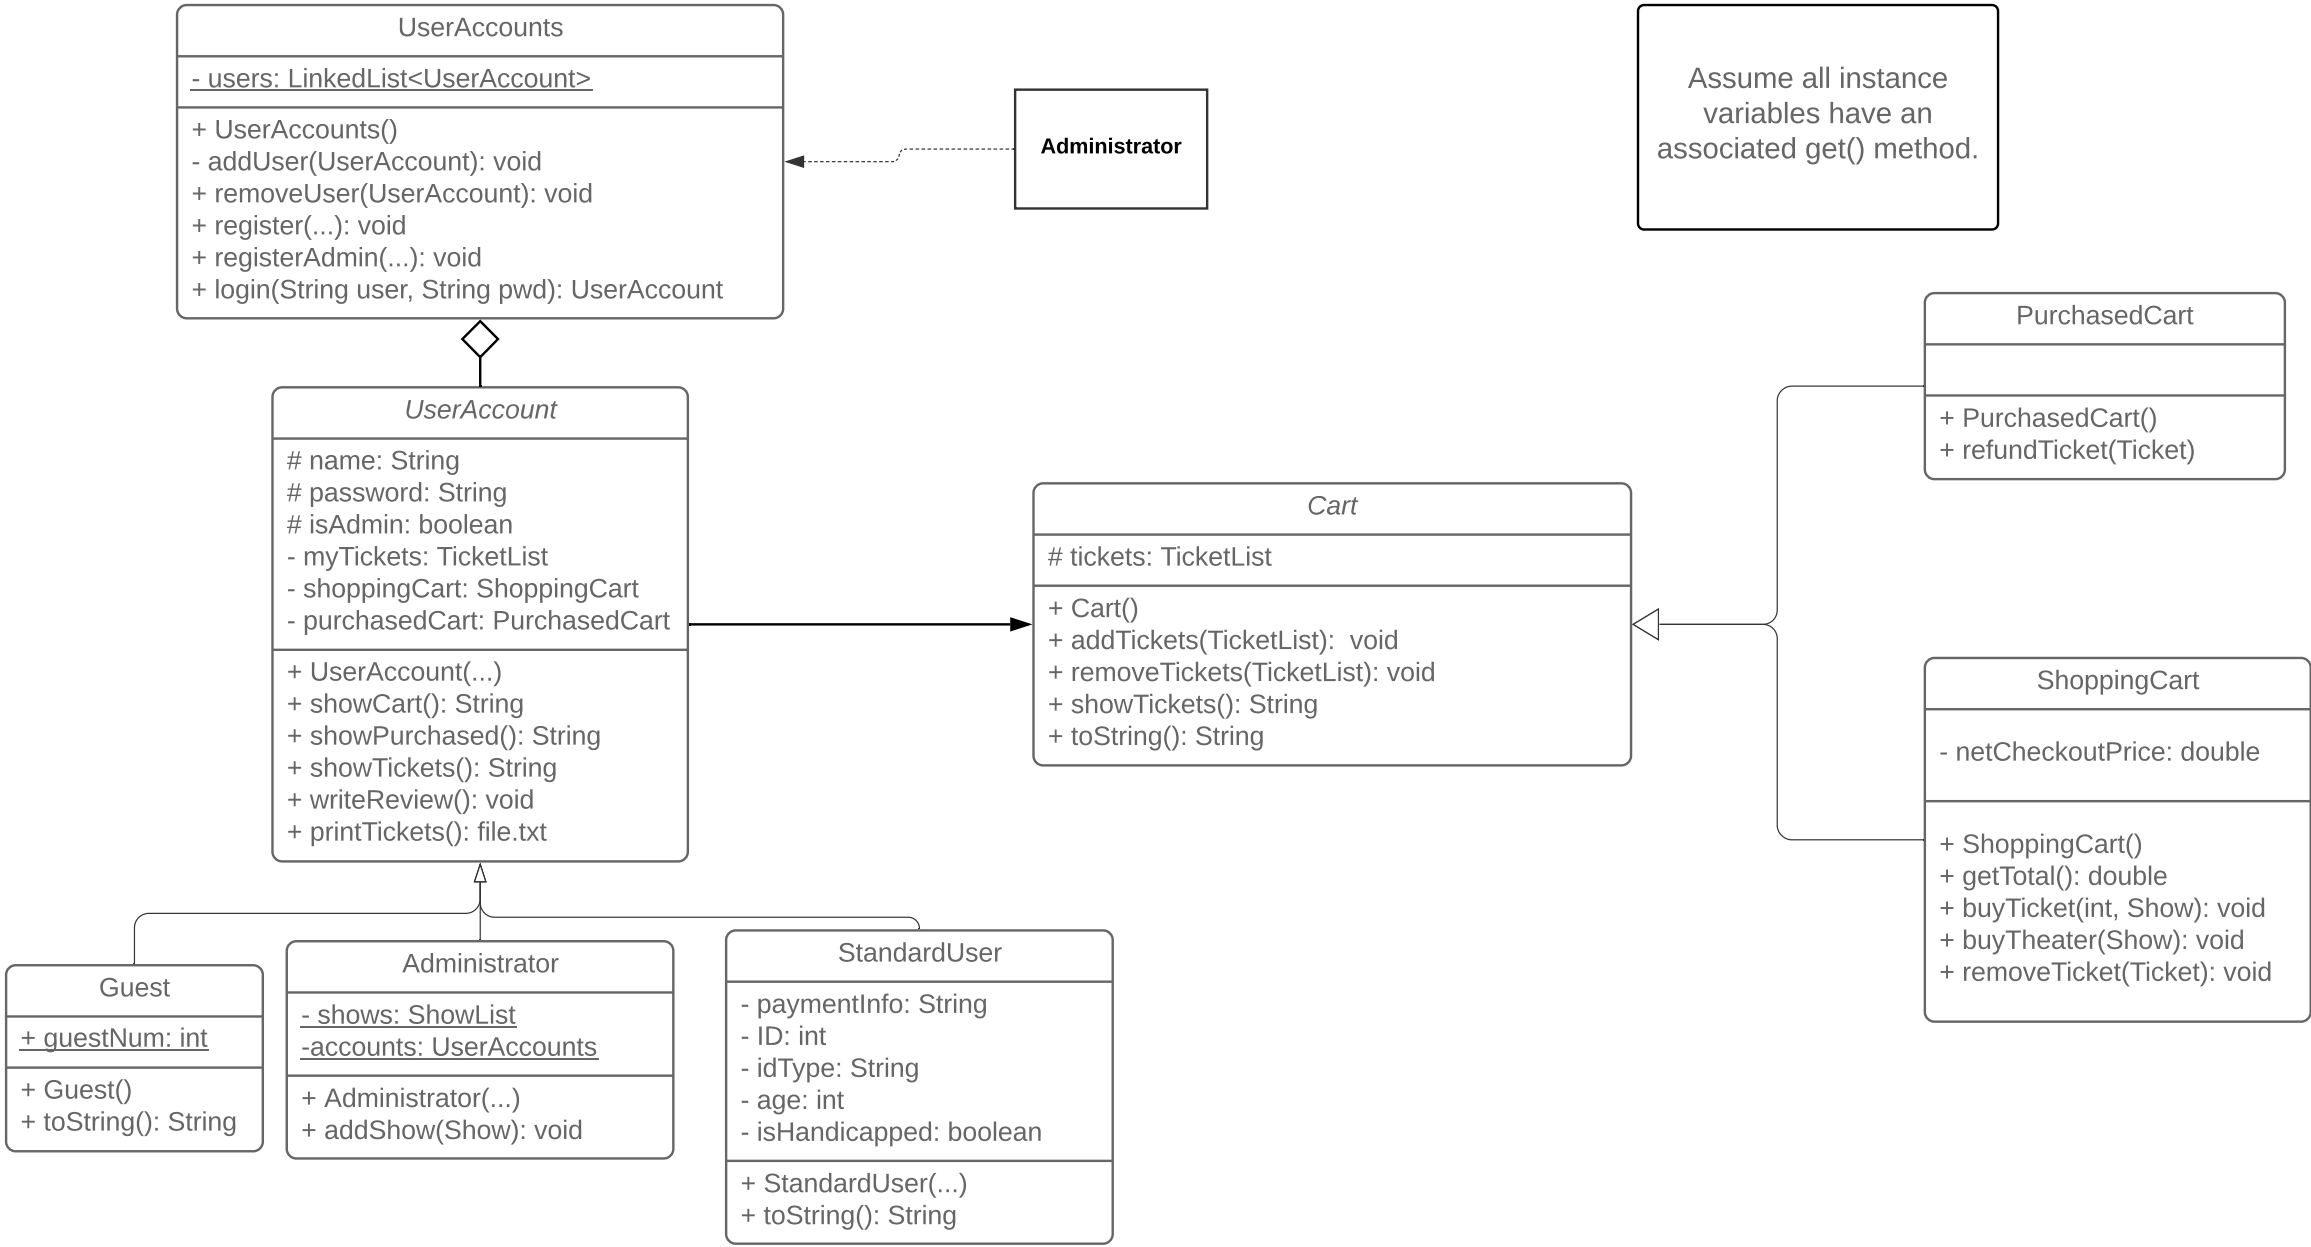 UserAccounts
- users: LinkedList<UserAccount>
+ UserAccounts()
- addUser(UserAccount): void
+ removeUser(UserAccount): void
+ register(...): void
+ registerAdmin(...): void
+ login(String user, String pwd): UserAccount
Administrator
Assume all instance
variables have an
associated get() method.
UserAccount
# name: String
# password: String
# isAdmin: boolean
- myTickets: TicketList
- shoppingCart: ShoppingCart
- purchasedCart: PurchasedCart
+ UserAccount(...)
+ showCart(): String
+ showPurchased(): String
+ showTickets(): String
+ writeReview(): void
+ printTickets(): file.txt
Cart
# tickets: TicketList
+ Cart()
+ addTickets(TicketList):  void
+ removeTickets(TicketList): void
+ showTickets(): String
+ toString(): String
PurchasedCart
+ PurchasedCart()
+ refundTicket(Ticket)
ShoppingCart
- netCheckoutPrice: double
+ ShoppingCart()
+ getTotal(): double
+ buyTicket(int, Show): void
+ buyTheater(Show): void
+ removeTicket(Ticket): void
Guest
+ guestNum: int
+ Guest()
+ toString(): String
Administrator
- shows: ShowList
-accounts: UserAccounts
+ Administrator(...)
+ addShow(Show): void
StandardUser
- paymentInfo: String
- ID: int
- idType: String
- age: int
- isHandicapped: boolean
+ StandardUser(...)
+ toString(): String